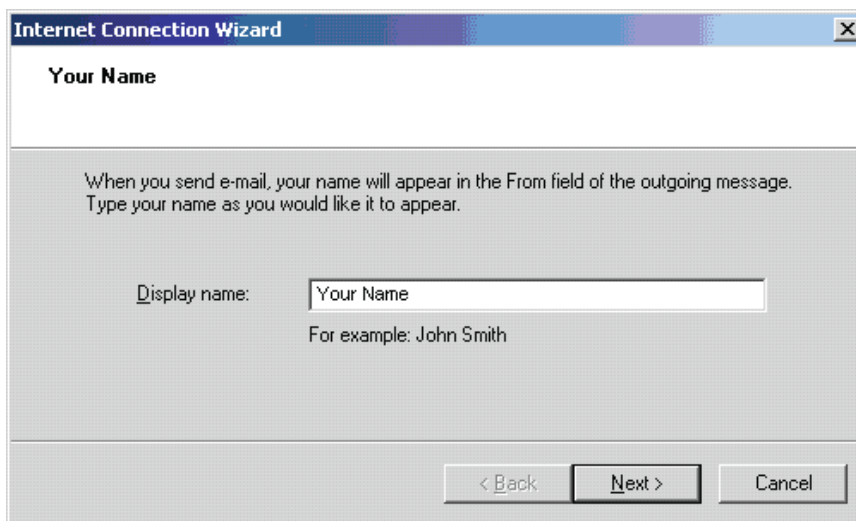 Internet Connection Wizard
Your Name
When you send e-mail, your name will appear in the From field of the outgoing message.
Type your name as you would like it to appear.
Display name: Your Name
For example: John Smith
< Back Next > Cancel